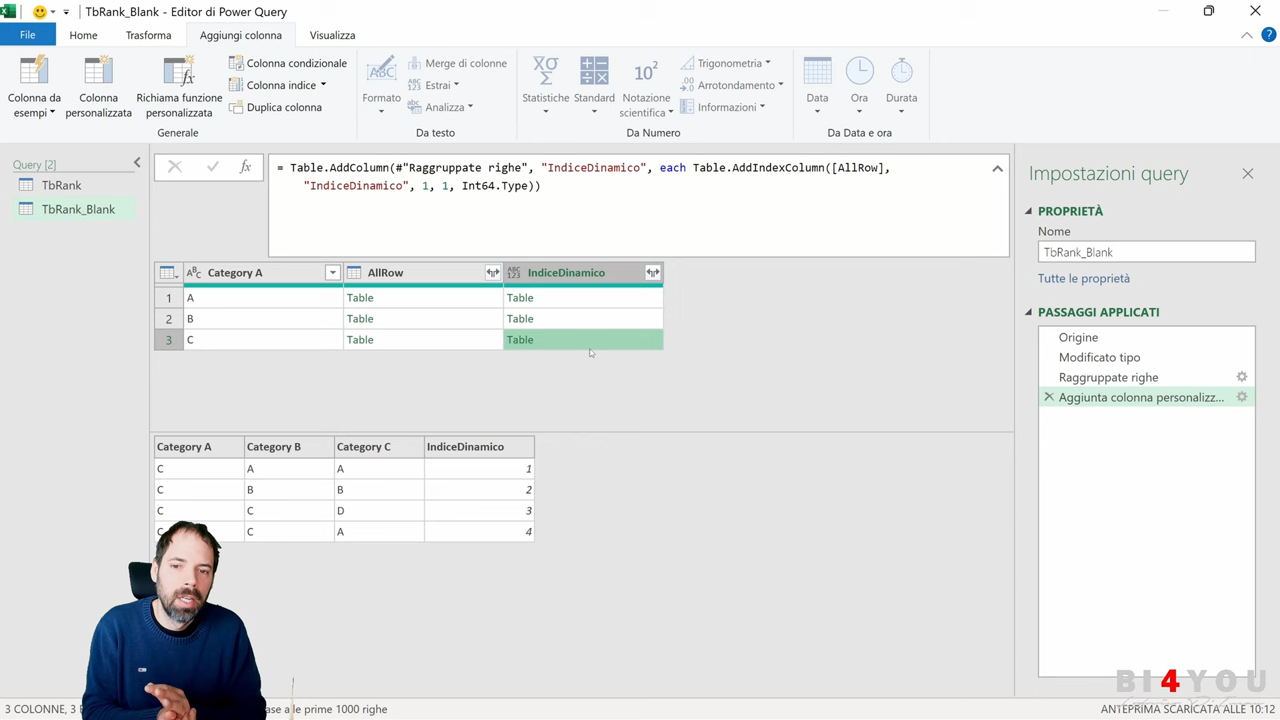 TbRank_Blank - Editor di Power Query
File
Home
Trasforma
Aggiungi colonna
Visualizza
Colonna da esempi
Colonna personalizzata
Richiama funzione personalizzata
Colonna condizionale
Colonna indice
Duplica colonna
Generale
Formato
Merge di colonne
Estrai
Analizza
Da testo
Statistiche
Standard
Notazione scientifica
Trigonometria
Arrotondamento
Informazioni
Da Numero
Data
Ora
Durata
Da Data e ora
Query [2]
TbRank
TbRank_Blank
= Table.AddColumn(#"Raggruppate righe", "IndiceDinamico", each Table.AddIndexColumn([AllRow],
"IndiceDinamico", 1, 1, Int64.Type))
Category A AllRow IndiceDinamico
1 A Table Table
2 B Table Table
3 C Table Table
Category A Category B Category C IndiceDinamico
C A A 1
C B B 2
C C D 3
C C A 4
Impostazioni query
PROPRIETÀ
Nome
TbRank_Blank
Tutte le proprietà
PASSAGGI APPLICATI
Origine
Modificato tipo
Raggruppate righe
Aggiunta colonna personalizz...
BI4YOU
3 COLONNE, 3 
ase alle prime 1000 righe
ANTEPRIMA SCARICATA ALLE 10:12